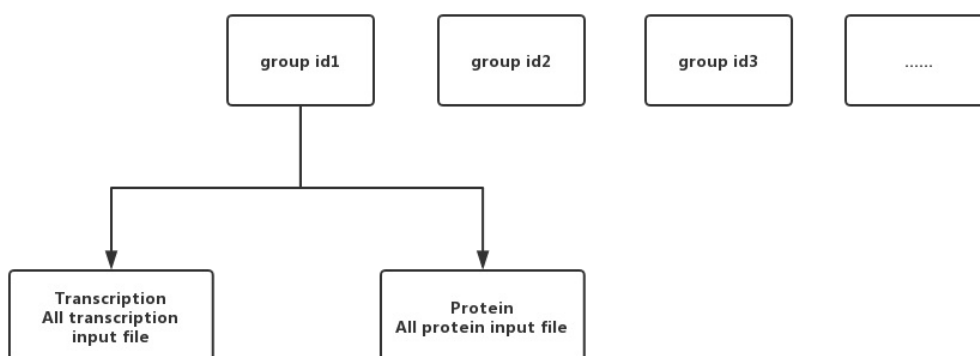 group id1
group id2
group id3
......
Transcription
All transcription
input file
Protein
All protein input file